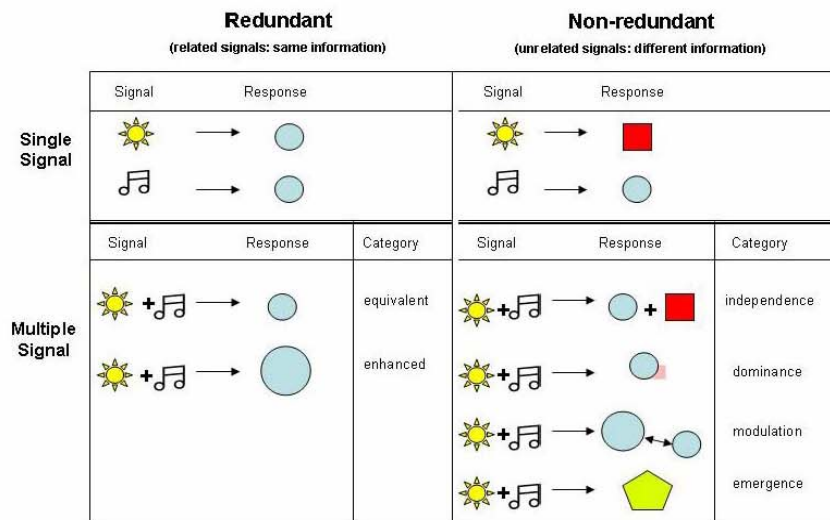 Redundant
(related signals: same information)
Non-redundant
(unrelated signals: different information)
Single
Signal
Signal Response
Signal Response
Multiple
Signal
Signal Response Category
equivalent
enhanced
Signal Response Category
independence
dominance
modulation
emergence